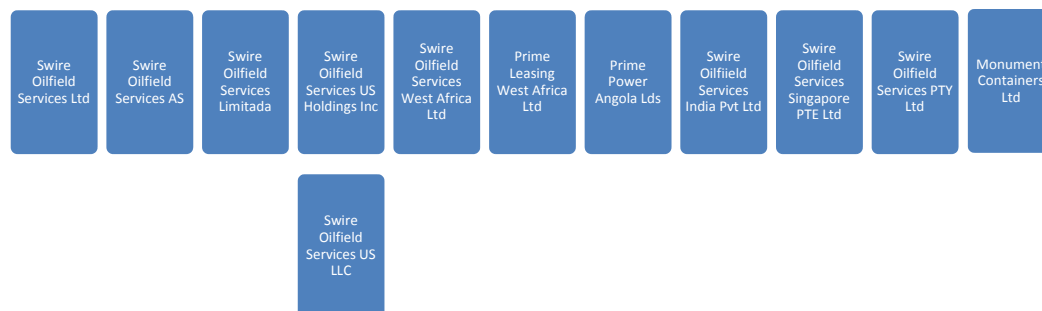 Swire
Oilfield
Services Ltd
Swire
Oilfield
Services AS
Swire
Oilfield
Services
Limitada
Swire
Oilfield
Services US
Holdings Inc
Swire
Oilfield
Services
West Africa
Ltd
Prime
Leasing
West Africa
Ltd
Prime
Power
Angola Lds
Swire
Oilfiield
Services
India Pvt Ltd
Swire
Oilfield
Services
Singapore
PTE Ltd
Swire
Oilfield
Services PTY
Ltd
Monument
Containers
Ltd
Swire
Oilfield
Services US
LLC